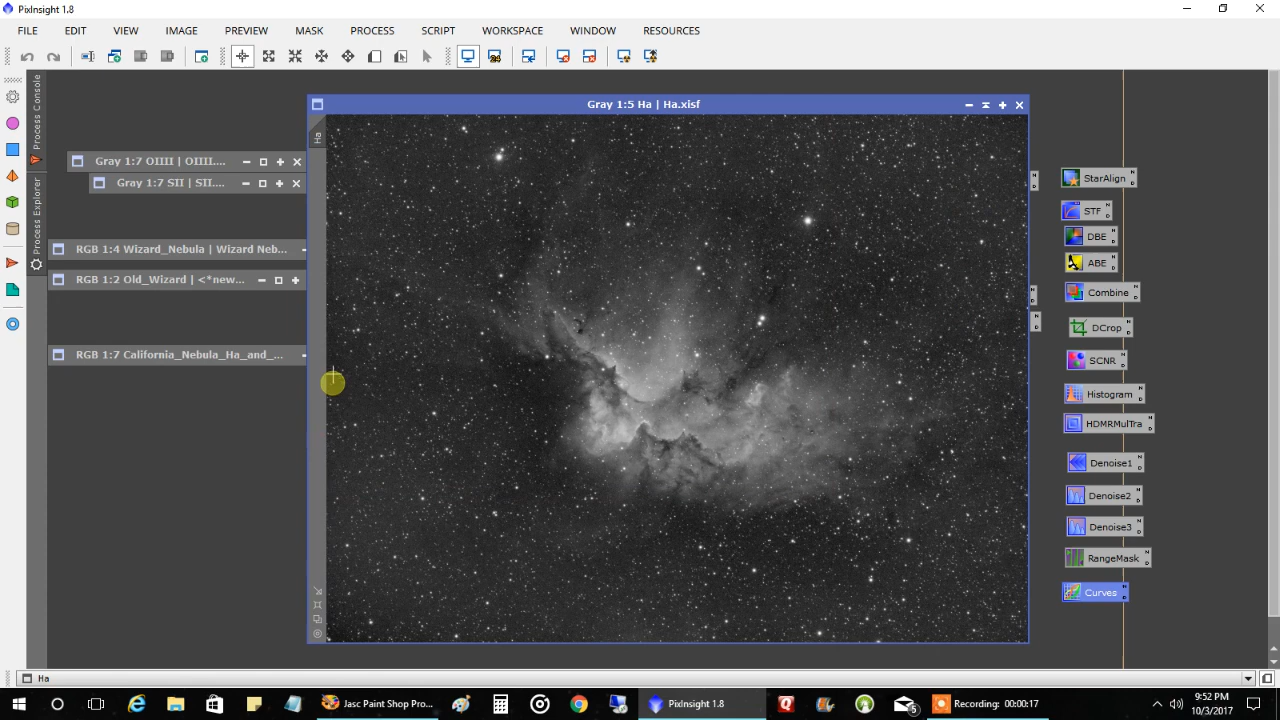 PixInsight 1.8
FILE EDIT VIEW IMAGE PREVIEW MASK PROCESS SCRIPT WORKSPACE WINDOW RESOURCES
Process Console
Process Explorer
Gray 1:5 Ha | Ha.xisf
Ha
Gray 1:7 OIIII | OIIII....
Gray 1:7 SII | SII....
RGB 1:4 Wizard_Nebula | Wizard Neb...
RGB 1:2 Old_Wizard | <*new...
RGB 1:7 California_Nebula_Ha_and_...
StarAlign
STF
DBE
ABE
Combine
DCrop
SCNR
Histogram
HDMRMulTra
Denoise1
Denoise2
Denoise3
RangeMask
Curves
Ha
Jasc Paint Shop Pro...
PixInsight 1.8
5
Recording: 00:00:17
9:52 PM
10/3/2017